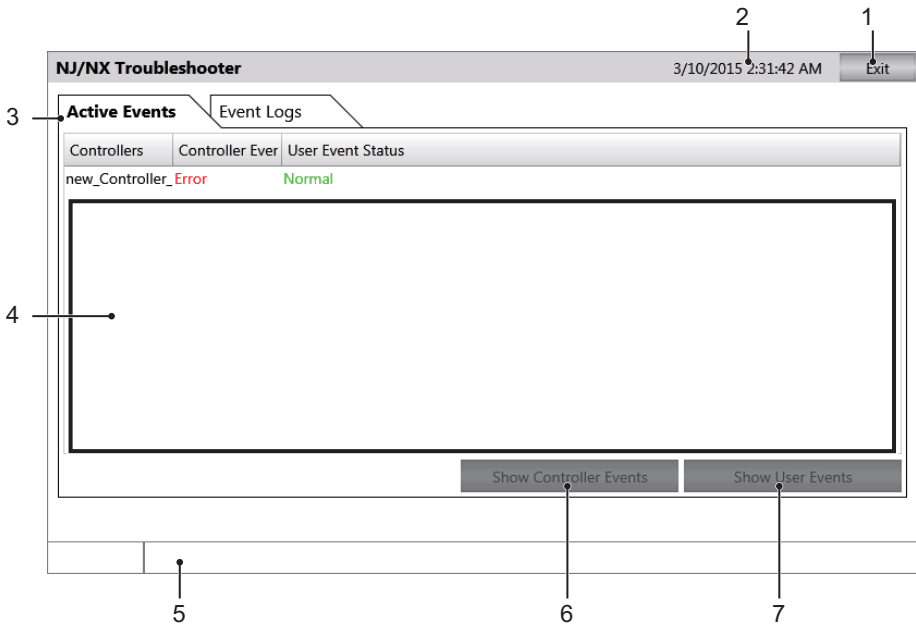 2 1
NJ/NX Troubleshooter 3/10/2015 2:31:42 AM Exit
3 Active Events Event Logs
Controllers Controller Ever User Event Status
new_Controller_ Error Normal
4
Show Controller Events Show User Events
5 6 7